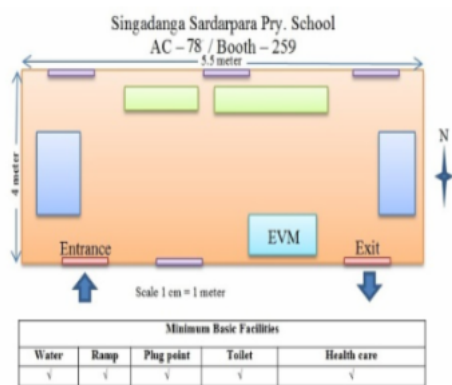 Singadanga Sardarpara Pry. School
AC – 78 / Booth – 259
5.5 meter
4 meter
N
EVM
Entrance
Exit
Scale 1 cm = 1 meter
Minimum Basic Facilities
Water Ramp Plug point Toilet Health care
√ √ √ √ √